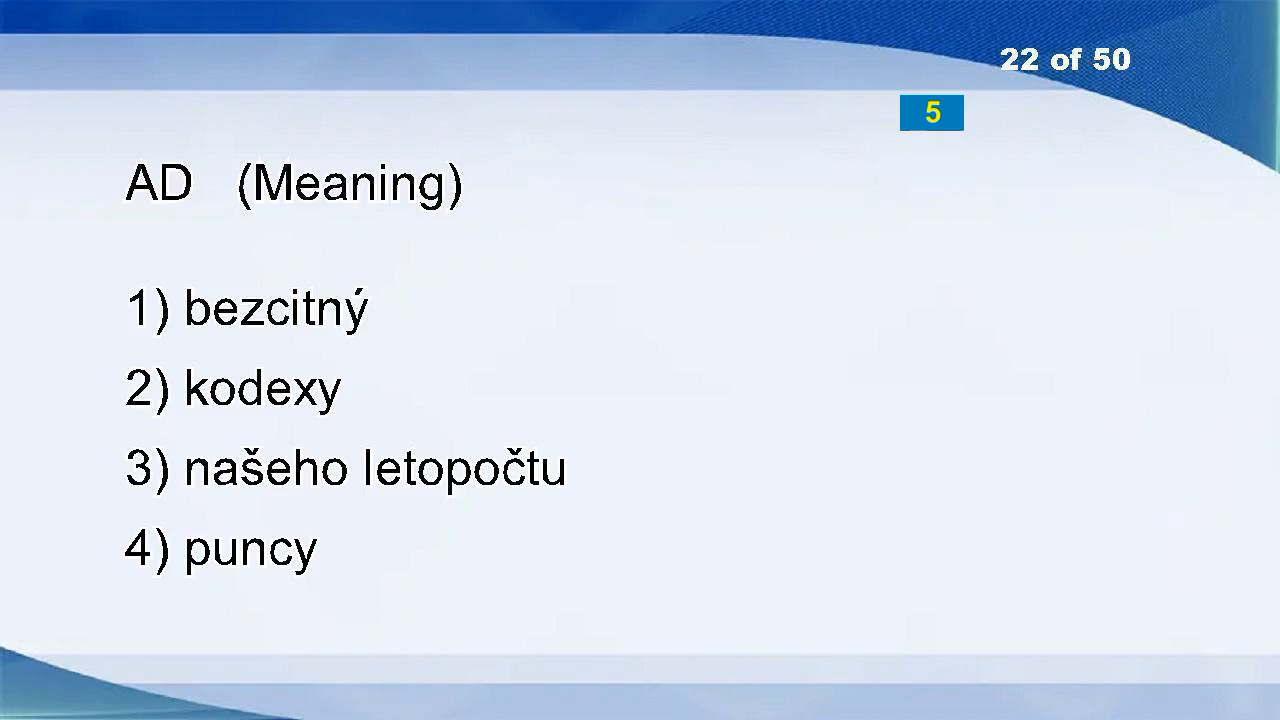 22 of 50
5
AD (Meaning)
1) bezcitný
2) kodexy
3) našeho letopočtu
4) puncy